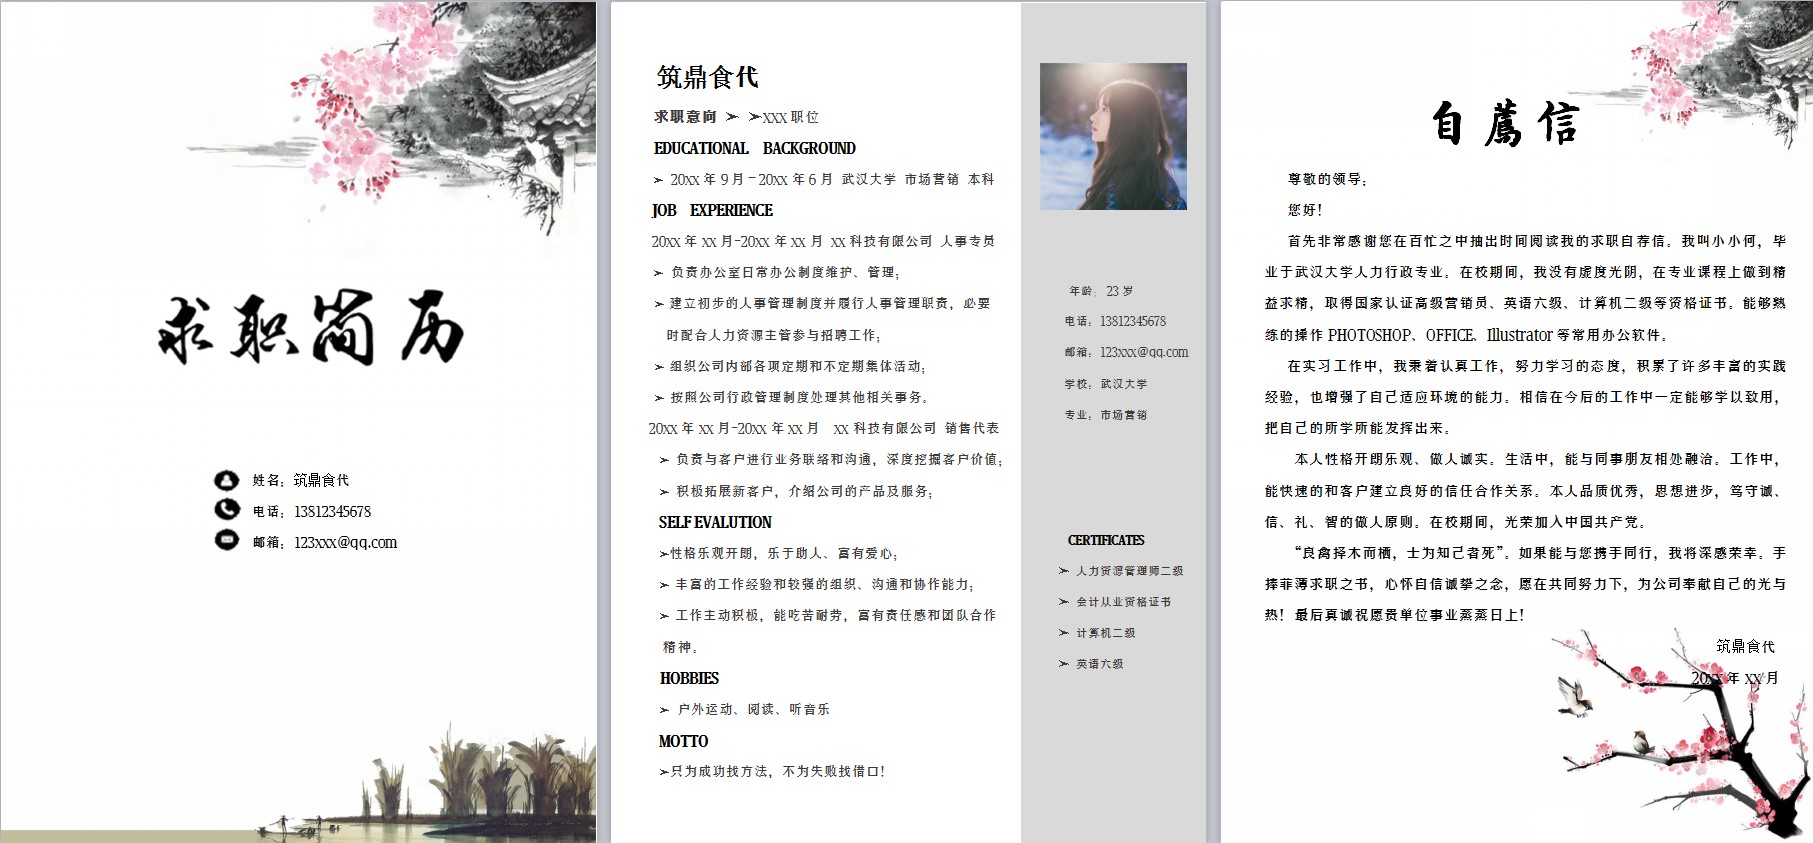 求职简历
姓名：筑鼎食代
电话：13812345678
邮箱：123xxx@qq.com
筑鼎食代
求职意向 ➢ ➢XXX 职位
EDUCATIONAL BACKGROUND
➢ 20xx 年 9 月－20xx 年 6 月 武汉大学 市场营销 本科
JOB EXPERIENCE
20xx 年 xx 月-20xx 年 xx 月 xx 科技有限公司 人事专员
➢ 负责办公室日常办公制度维护、管理；
➢ 建立初步的人事管理制度并履行人事管理职责，必要
时配合人力资源主管参与招聘工作；
➢ 组织公司内部各项定期和不定期集体活动；
➢ 按照公司行政管理制度处理其他相关事务。
20xx 年 xx 月-20xx 年 xx 月 xx 科技有限公司 销售代表
➢ 负责与客户进行业务联络和沟通，深度挖掘客户价值；
➢ 积极拓展新客户，介绍公司的产品及服务；
SELF EVALUTION
➢性格乐观开朗，乐于助人、富有爱心；
➢ 丰富的工作经验和较强的组织、沟通和协作能力；
➢ 工作主动积极，能吃苦耐劳，富有责任感和团队合作
精神。
HOBBIES
➢ 户外运动、阅读、听音乐
MOTTO
➢只为成功找方法，不为失败找借口！
年龄：23 岁
电话：13812345678
邮箱：123xxx@qq.com
学校：武汉大学
专业：市场营销
CERTIFICATES
➢ 人力资源管理师二级
➢ 会计从业资格证书
➢ 计算机二级
➢ 英语六级
自薦信
尊敬的领导；
您好！
首先非常感谢您在百忙之中抽出时间阅读我的求职自荐信。我叫小小何，毕
业于武汉大学人力行政专业。在校期间，我没有虚度光阴，在专业课程上做到精
益求精，取得国家认证高级营销员、英语六级、计算机二级等资格证书。能够熟
练的操作 PHOTOSHOP、OFFICE、Illustrator 等常用办公软件。
在实习工作中，我秉着认真工作，努力学习的态度，积累了许多丰富的实践
经验，也增强了自己适应环境的能力。相信在今后的工作中一定能够学以致用，
把自己的所学所能发挥出来。
本人性格开朗乐观、做人诚实。生活中，能与同事朋友相处融洽。工作中，
能快速的和客户建立良好的信任合作关系。本人品质优秀，思想进步，笃守诚、
信、礼、智的做人原则。在校期间，光荣加入中国共产党。
“良禽择木而栖，士为知己者死”。如果能与您携手同行，我将深感荣幸。手
捧菲薄求职之书，心怀自信诚挚之念，愿在共同努力下，为公司奉献自己的光与
热！最后真诚祝愿贵单位事业蒸蒸日上！
筑鼎食代
20xx 年 xx 月